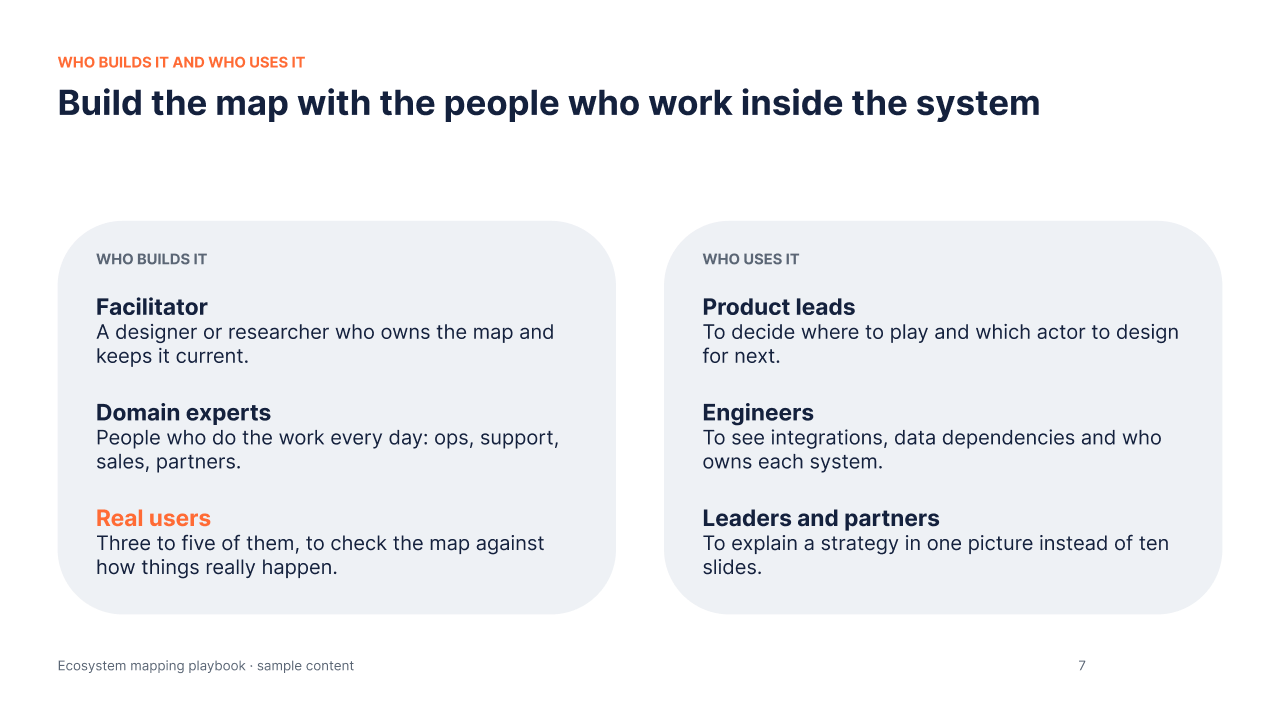 WHO BUILDS IT AND WHO USES IT
Build the map with the people who work inside the system
WHO BUILDS IT
Facilitator
A designer or researcher who owns the map and
keeps it current.
Domain experts
People who do the work every day: ops, support,
sales, partners.
Real users
Three to five of them, to check the map against
how things really happen.
WHO USES IT
Product leads
To decide where to play and which actor to design
for next.
Engineers
To see integrations, data dependencies and who
owns each system.
Leaders and partners
To explain a strategy in one picture instead of ten
slides.
Ecosystem mapping playbook · sample content
7